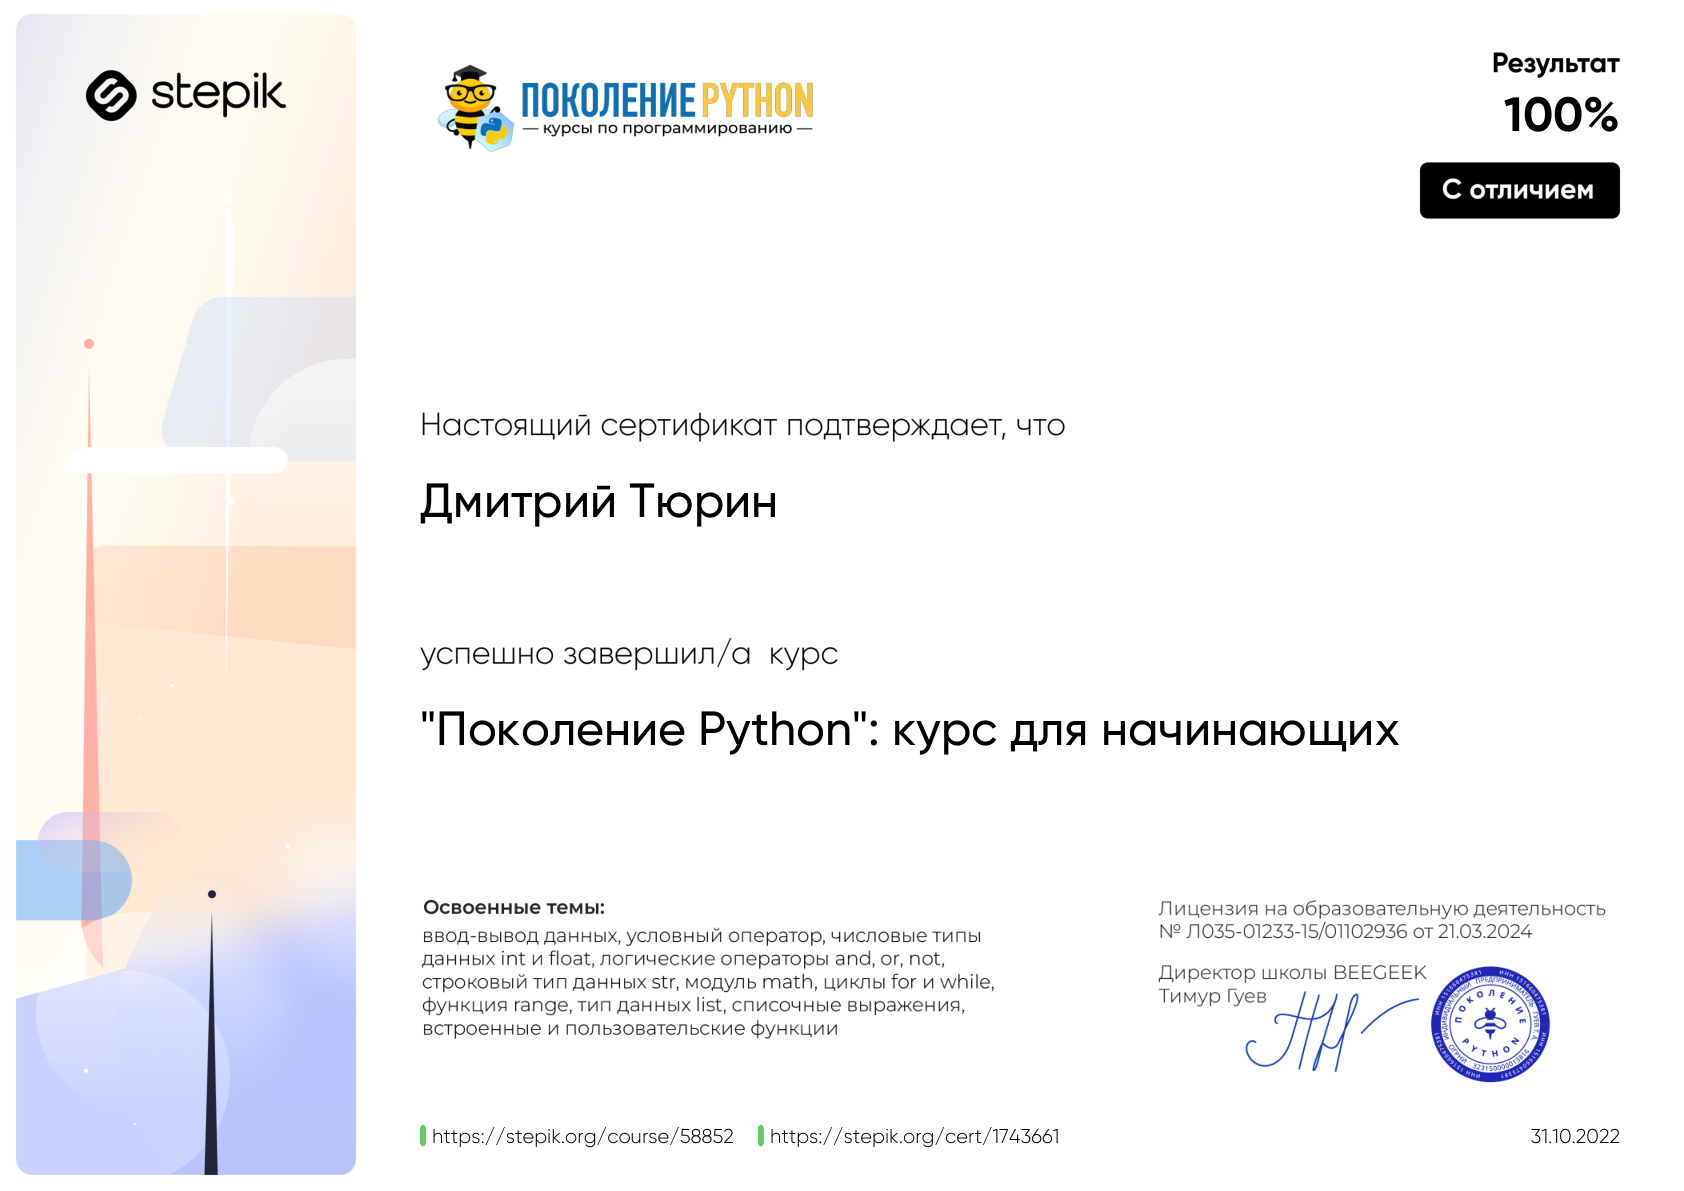 stepik
ПОКОЛЕНИЕ PYTHON
— курсы по программированию —
Результат
100%
С отличием
Настоящий сертификат подтверждает, что
Дмитрий Тюрин
успешно завершил/а курс
"Поколение Python": курс для начинающих
Освоенные темы:
ввод-вывод данных, условный оператор, числовые типы
данных int и float, логические операторы and, or, not,
строковый тип данных str, модуль math, циклы for и while,
функция range, тип данных list, списочные выражения,
встроенные и пользовательские функции
Лицензия на образовательную деятельность
№ Л035-01233-15/01102936 от 21.03.2024
Директор школы BEEGEEK
Тимур Гуев
ПОКОЛЕНИЕ
PYTHON
ИНДИВИДУАЛЬНЫЙ ПРЕДПРИНИМАТЕЛЬ ГУЕВ Т.А.
https://stepik.org/course/58852
https://stepik.org/cert/1743661
31.10.2022